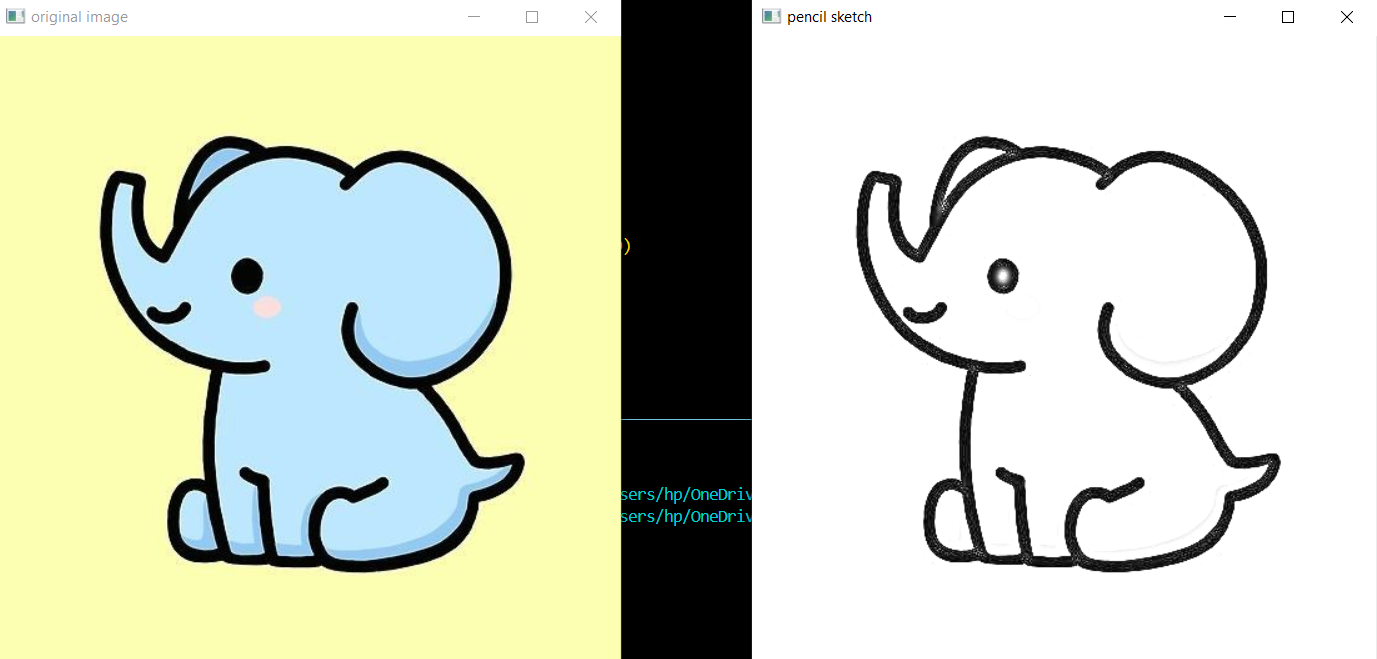 original image
pencil sketch
)
sers/hp/OneDriv
sers/hp/OneDriv